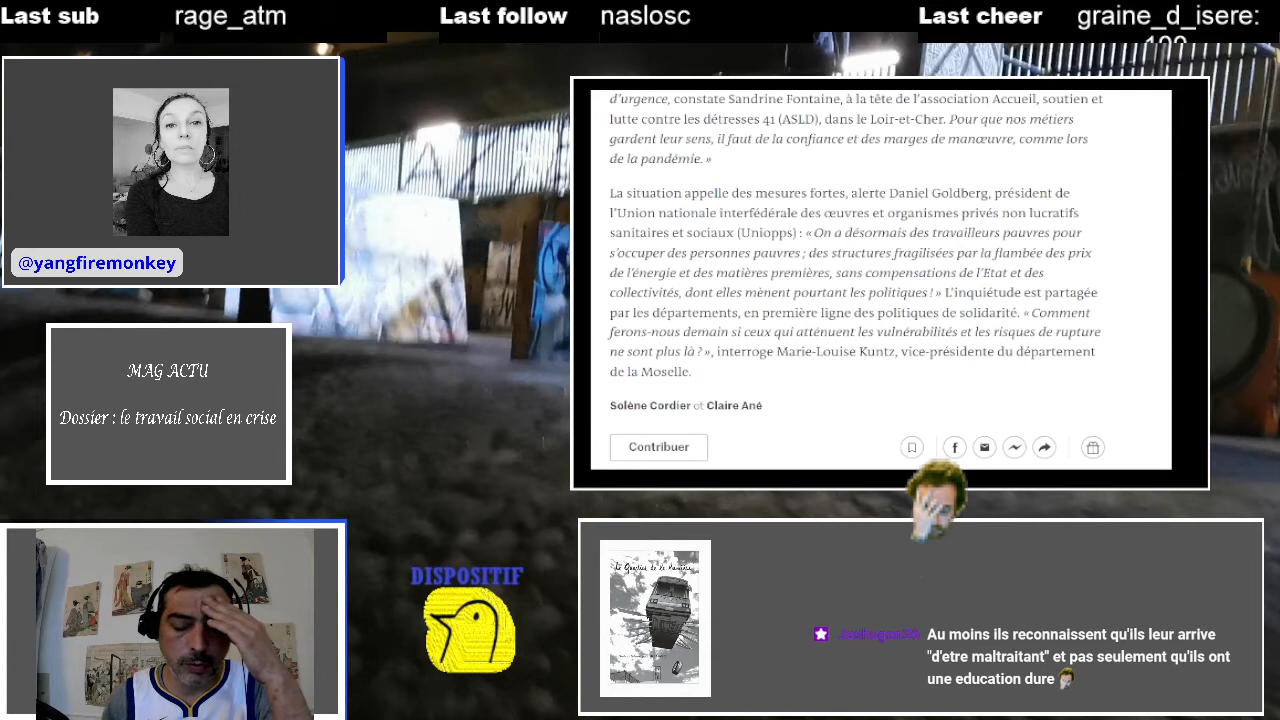 Last sub
rage_atm
Last follow
naslosc
Last cheer
graine_d_isere:
@yangfiremonkey
MAG ACTU
Dossier : le travail social en crise
d'urgence, constate Sandrine Fontaine, à la tête de l'association Accueil, soutien et
lutte contre les détresses 41 (ASLD), dans le Loir-et-Cher. Pour que nos métiers
gardent leur sens, il faut de la confiance et des marges de manœuvre, comme lors
de la pandémie. »
La situation appelle des mesures fortes, alerte Daniel Goldberg, président de
l'Union nationale interfédérale des œuvres et organismes privés non lucratifs
sanitaires et sociaux (Uniopps) : « On a désormais des travailleurs pauvres pour
s'occuper des personnes pauvres ; des structures fragilisées par la flambée des prix
de l'énergie et des matières premières, sans compensations de l'Etat et des
collectivités, dont elles mènent pourtant les politiques ! » L'inquiétude est partagée
par les départements, en première ligne des politiques de solidarité. « Comment
ferons-nous demain si ceux qui atténuent les vulnérabilités et les risques de rupture
ne sont plus là ? », interroge Marie-Louise Kuntz, vice-présidente du département
de la Moselle.
Solène Cordier et Claire Ané
Contribuer
DISPOSITIF
Au moins ils reconnaissent qu'ils leur arrive
"d'etre maltraitant" et pas seulement qu'ils ont
une education dure